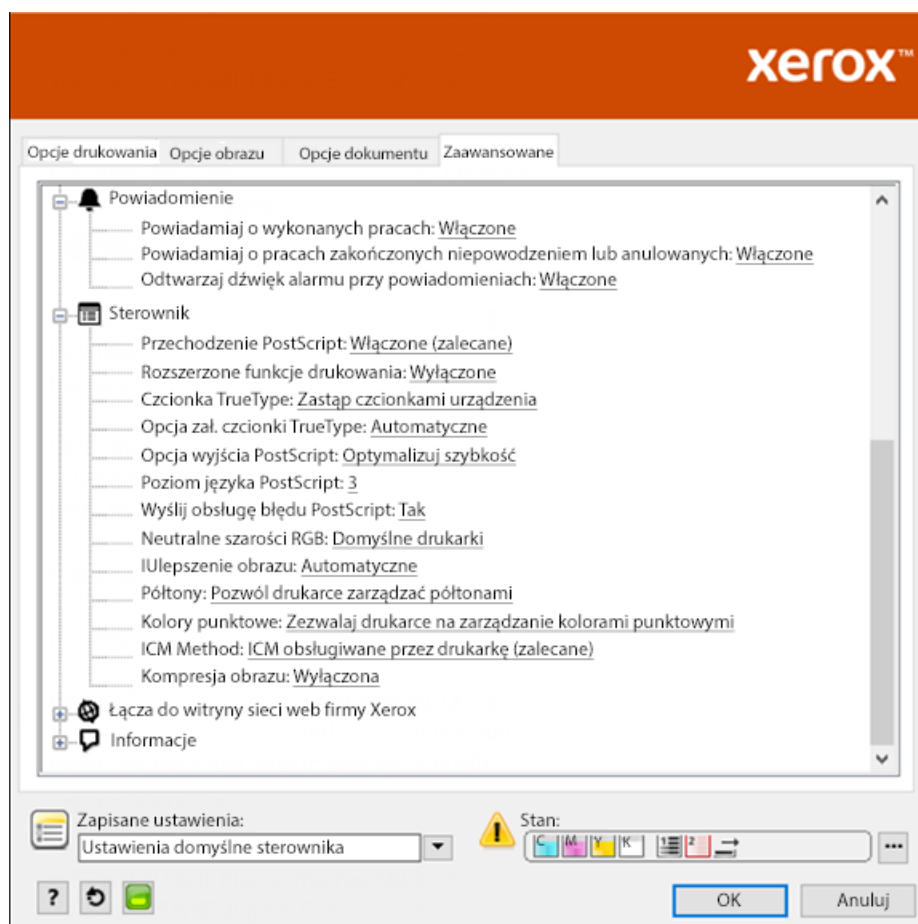 xerox™
Opcje drukowania Opcje obrazu Opcje dokumentu Zaawansowane
Powiadomienie
Powiadamiaj o wykonanych pracach: Włączone
Powiadamiaj o pracach zakończonych niepowodzeniem lub anulowanych: Włączone
Odtwarzaj dźwięk alarmu przy powiadomieniach: Włączone
Sterownik
Przechodzenie PostScript: Włączone (zalecane)
Rozszerzone funkcje drukowania: Wyłączone
Czcionka TrueType: Zastąp czcionkami urządzenia
Opcja zał. czcionki TrueType: Automatyczne
Opcja wyjścia PostScript: Optymalizuj szybkość
Poziom języka PostScript: 3
Wyślij obsługę błędu PostScript: Tak
Neutralne szarości RGB: Domyślne drukarki
IUlepszenie obrazu: Automatyczne
Półtony: Pozwól drukarce zarządzać półtonami
Kolory punktowe: Zezwalaj drukarce na zarządzanie kolorami punktowymi
ICM Method: ICM obsługiwane przez drukarkę (zalecane)
Kompresja obrazu: Wyłączona
Łącza do witryny sieci web firmy Xerox
Informacje
Zapisane ustawienia: Stan:
Ustawienia domyślne sterownika C M Y K 1 2 ...
? OK Anuluj